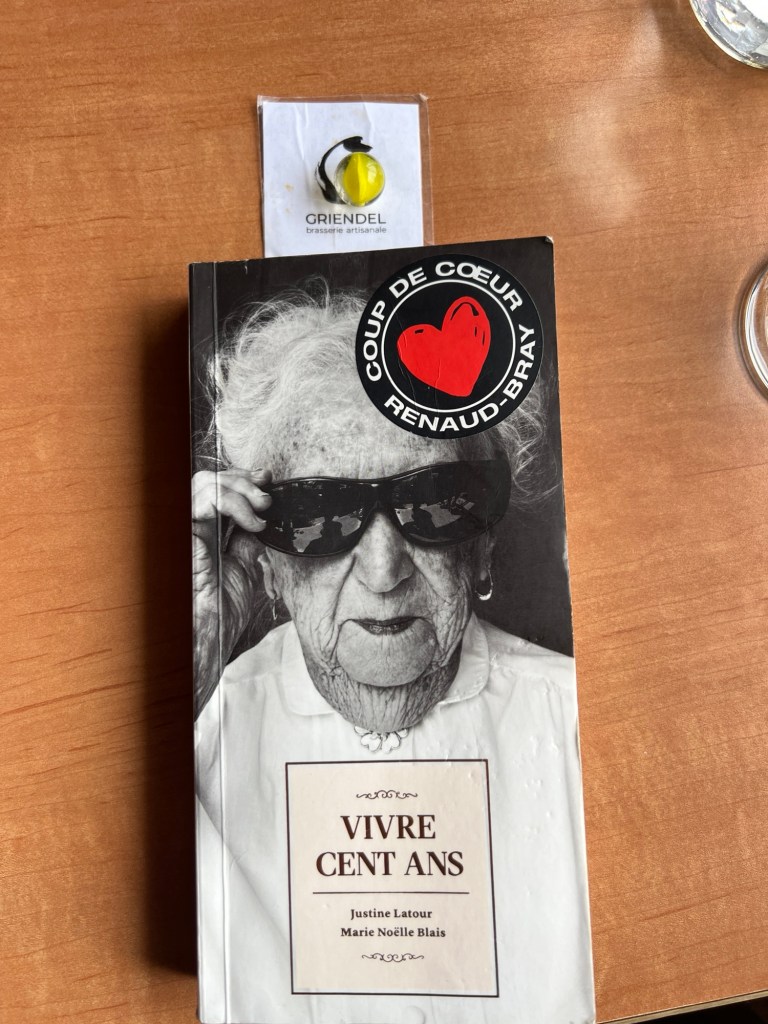 GRIENDEL
brasserie artisanale
COUP DE CŒUR
RENAUD-BRAY
VIVRE
CENT ANS
Justine Latour
Marie Noëlle Blais